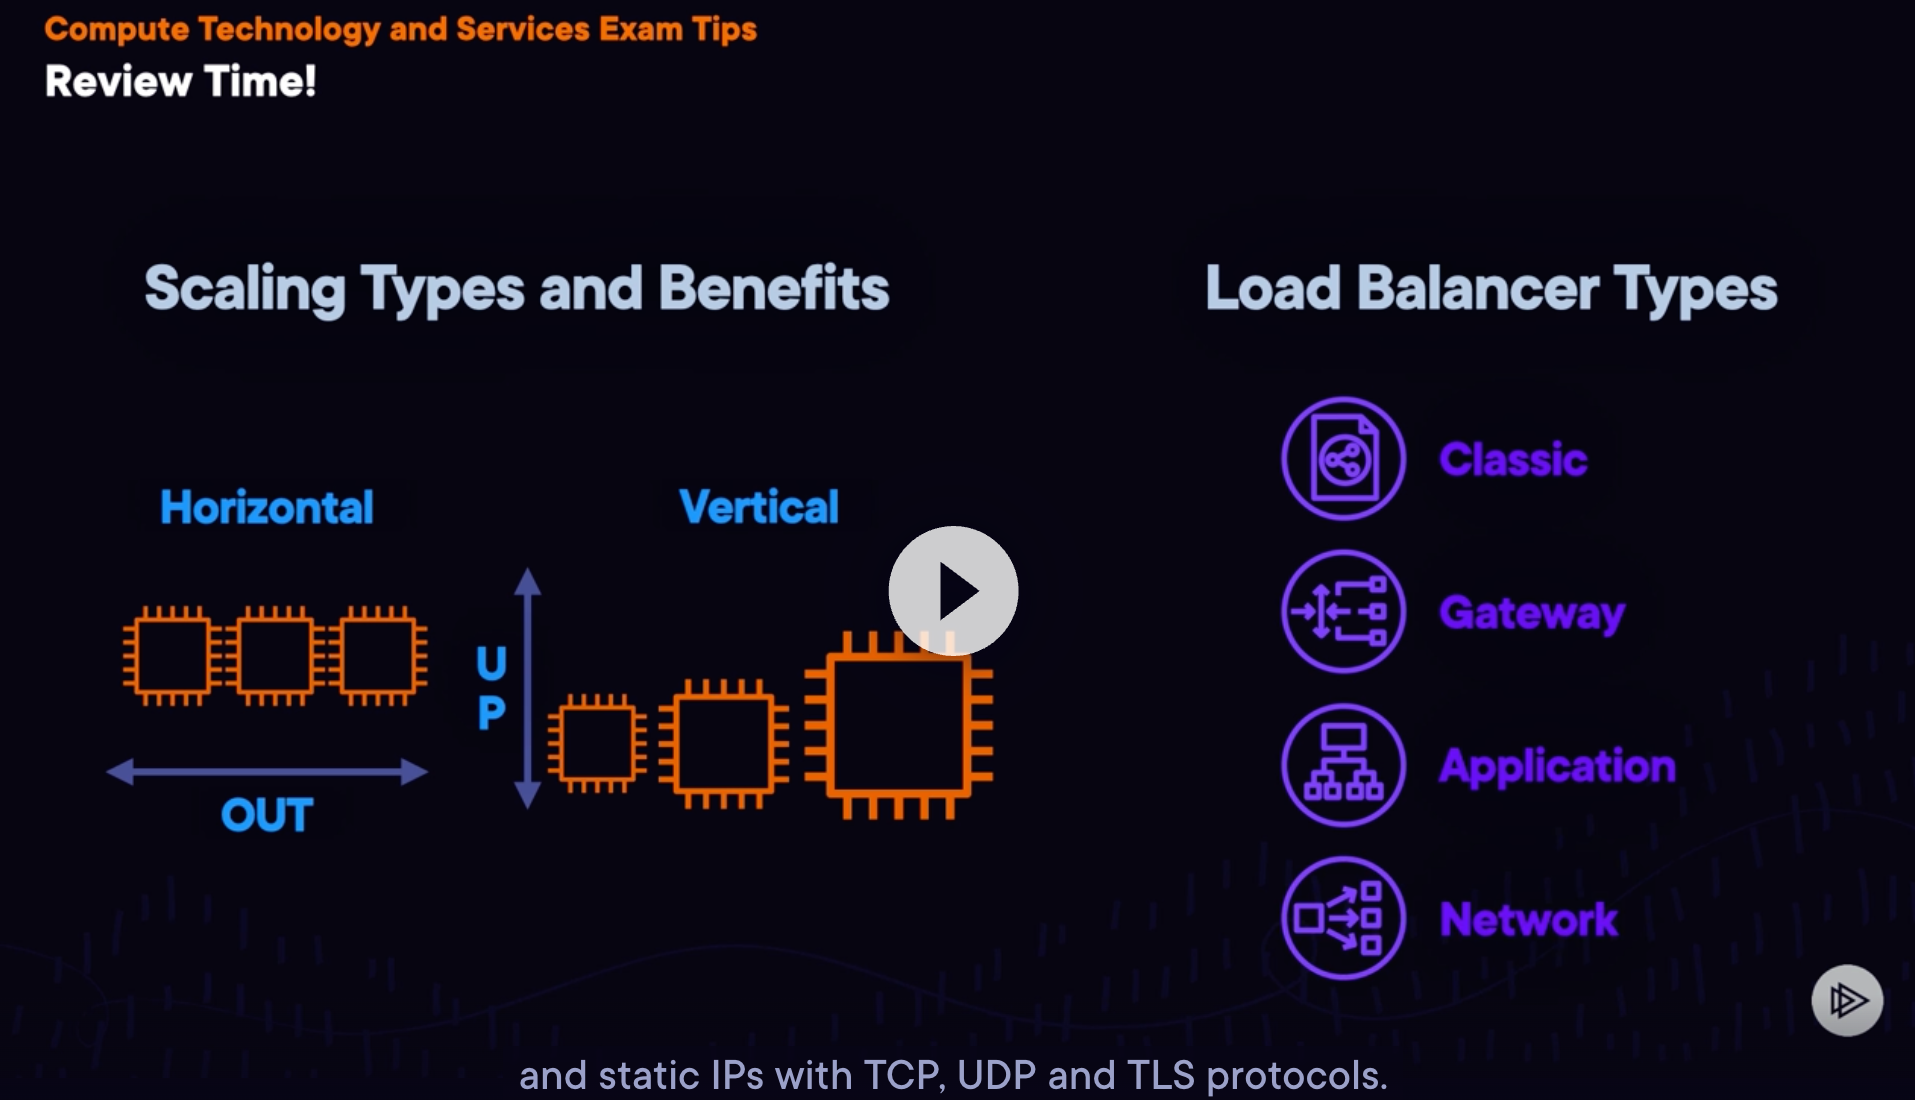 Compute Technology and Services Exam Tips
Review Time!
Scaling Types and Benefits
Horizontal
OUT
Vertical
U
P
Load Balancer Types
Classic
Gateway
Application
Network
and static IPs with TCP, UDP and TLS protocols.